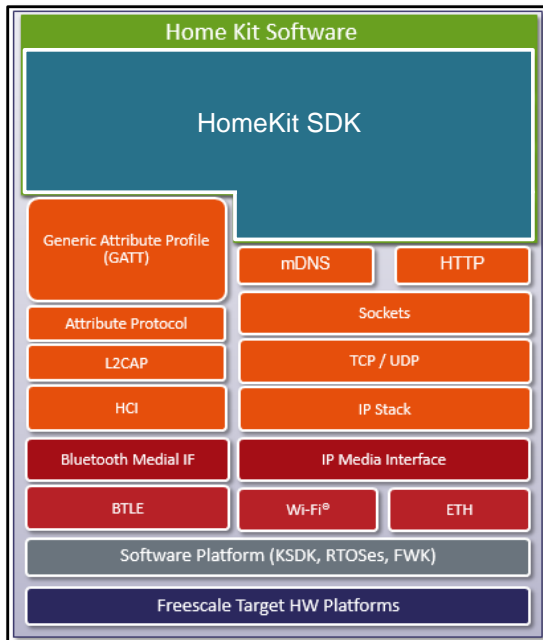 Home Kit Software
HomeKit SDK
Generic Attribute Profile
(GATT)
mDNS
HTTP
Attribute Protocol
Sockets
L2CAP
TCP / UDP
HCI
IP Stack
Bluetooth Medial IF
IP Media Interface
BTLE
Wi-Fi®
ETH
Software Platform (KSDK, RTOSes, FWK)
Freescale Target HW Platforms